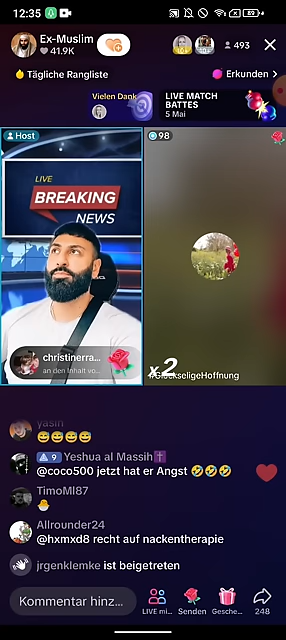 12:35
Ex-Muslim
41.9K
493
Tägliche Rangliste
Erkunden >
Vielen Dank
LIVE MATCH
BATTES
5 Mai
Host
98
LIVE
BREAKING
NEWS
christinerra...
an den Inhalt vo...
x2
#GlückseligeHoffnung
yasin
😅😅😅😅
9 Yeshua al Massih✝️
@coco500 jetzt hat er Angst 🤣🤣🤣
TimoMl87
🐣
Allrounder24
@hxmxd8 recht auf nackentherapie
jrgenklemke ist beigetreten
Kommentar hinz...
LIVE mi...
Senden
Gesche...
248